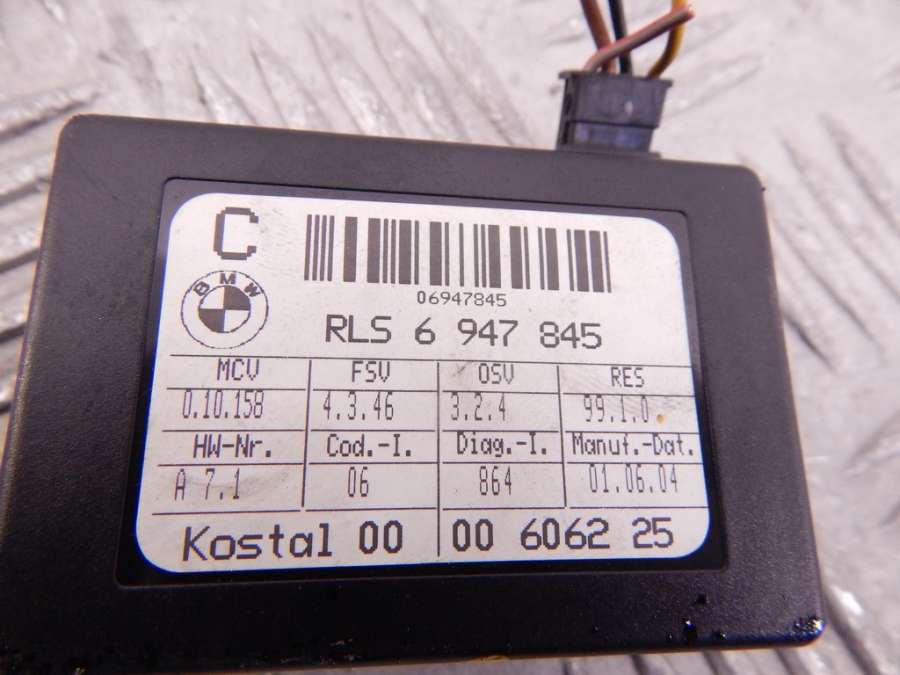 C
BMW
06947845
RLS 6 947 845
MCV FSV OSV RES
0.10.158 4.3.46 3.2.4 99.1.0
HW-Nr. Cod.-I. Diag.-I. Manuf.-Dat.
A 7.1 06 864 01.06.04
Kostal 00 00 6062 25